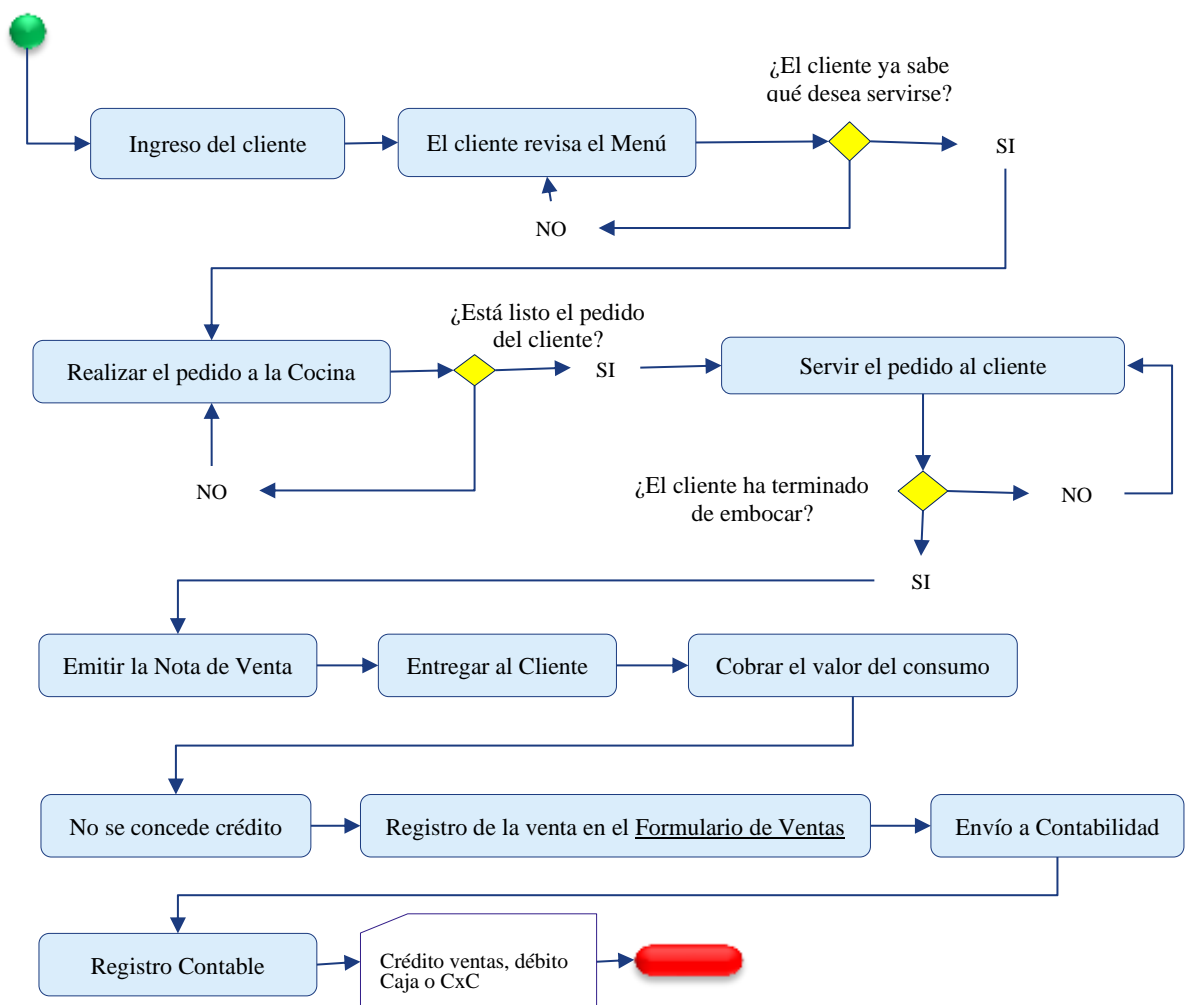 ¿El cliente ya sabe
qué desea servirse?
Ingreso del cliente
El cliente revisa el Menú
SI
NO
¿Está listo el pedido
del cliente?
Realizar el pedido a la Cocina
SI
Servir el pedido al cliente
NO
¿El cliente ha terminado
de embocar?
NO
SI
Emitir la Nota de Venta
Entregar al Cliente
Cobrar el valor del consumo
No se concede crédito
Registro de la venta en el Formulario de Ventas
Envío a Contabilidad
Registro Contable
Crédito ventas, débito
Caja o CxC